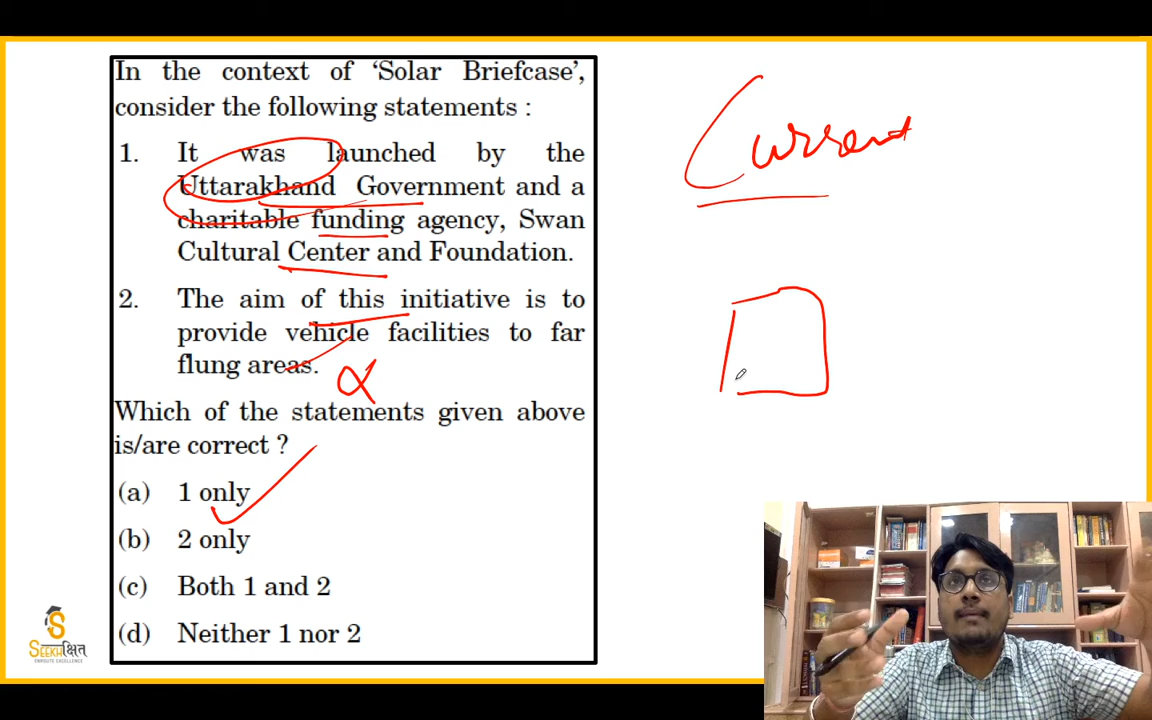 In the context of ‘Solar Briefcase’,
consider the following statements :
1. It was launched by the
Uttarakhand Government and a
charitable funding agency, Swan
Cultural Center and Foundation.
2. The aim of this initiative is to
provide vehicle facilities to far
flung areas.
Which of the statements given above
is/are correct ?
(a) 1 only
(b) 2 only
(c) Both 1 and 2
(d) Neither 1 nor 2
Current
SEEKHक्षित
ENROUTE EXCELLENCE